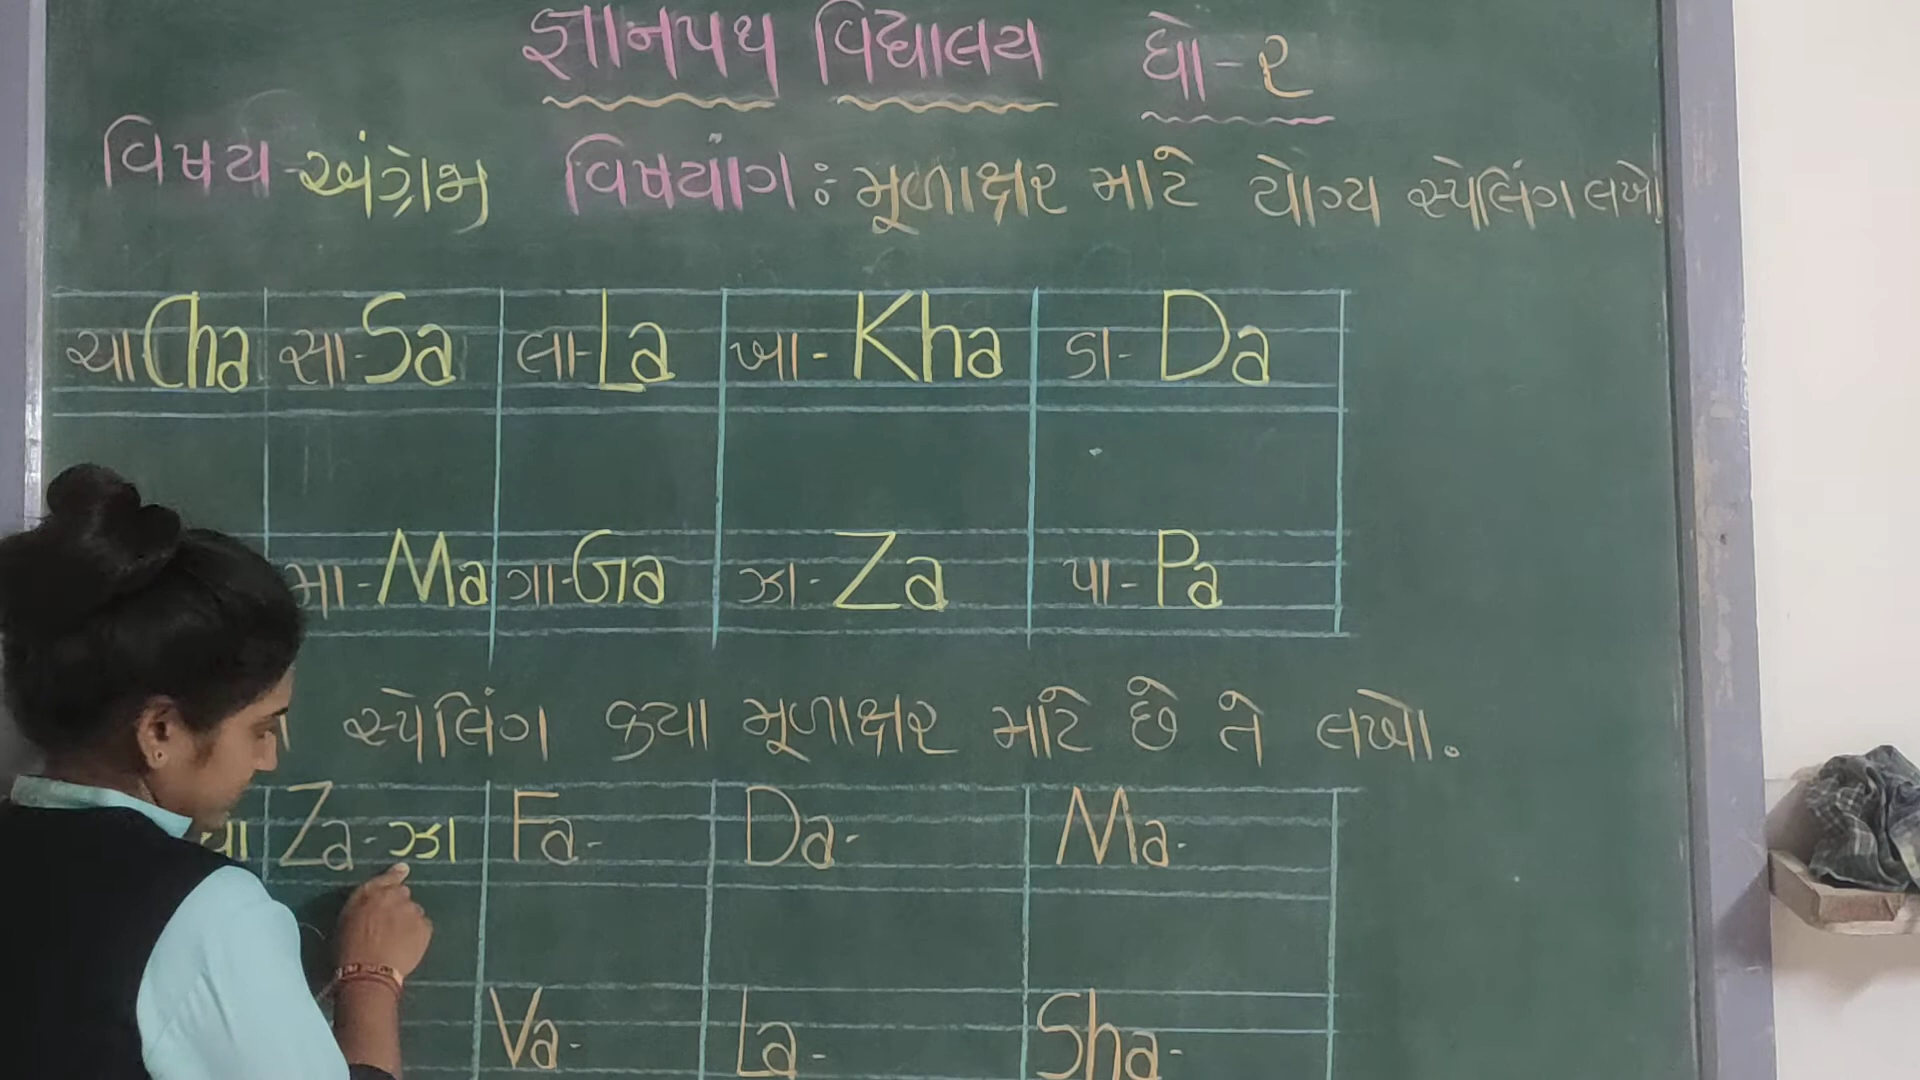 જ્ઞાનપથ વિદ્યાલય ધો-૨
વિષય-અંગ્રેજી વિષયાંગ : મૂળાક્ષર માટે યોગ્ય સ્પેલિંગ લખો
ચા Cha સા-Sa લા-La ખા-Kha ડા-Da
મા-Ma ગા-Ga ઝા-Za પા-Pa
સ્પેલિંગ કયા મૂળાક્ષર માટે છે તે લખો.
Za-ઝા Fa- Da- Ma-
Va- La- Sha-